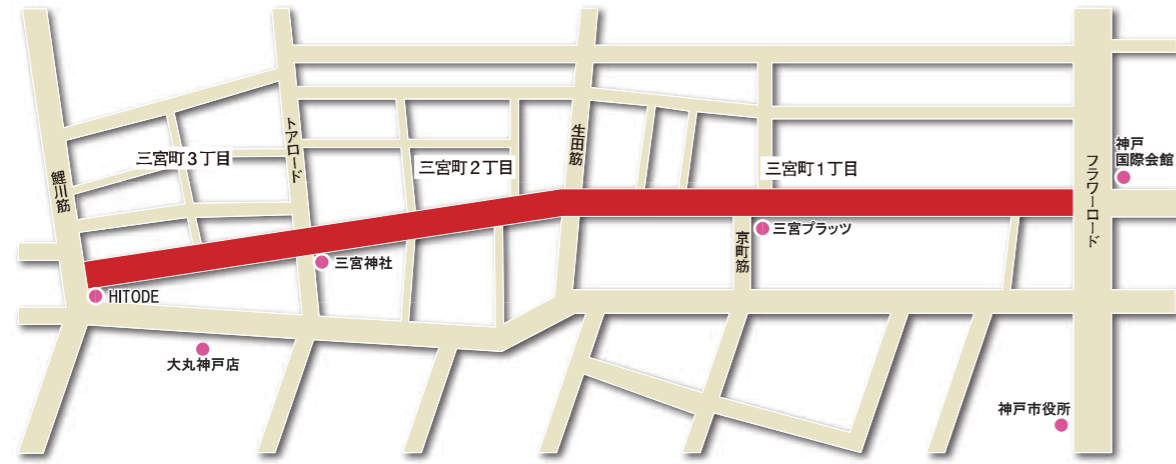 鯉川筋
三宮町3丁目
トアロード
三宮町2丁目
生田筋
三宮町1丁目
フラワーロード
神戸
国際会館
三宮プラッツ
京町筋
三宮神社
HITODE
大丸神戸店
神戸市役所